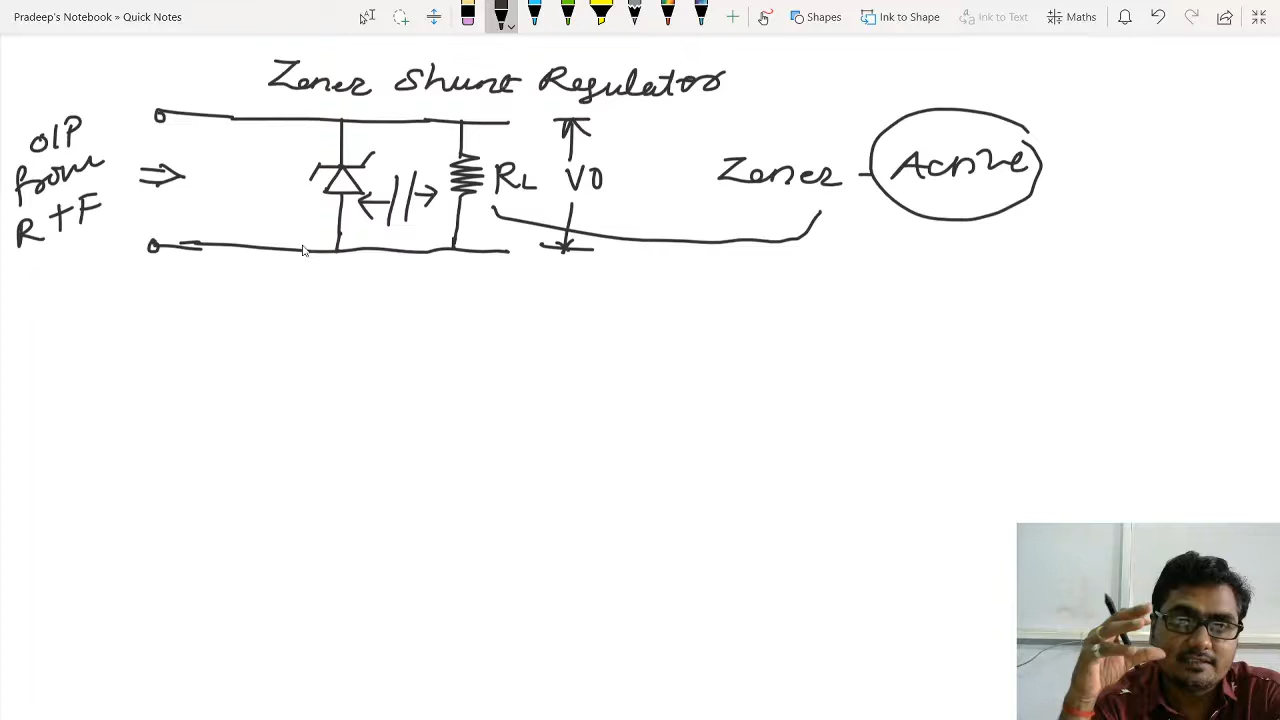 Pradeep's Notebook » Quick Notes
Shapes
Ink to Shape
Ink to Text
Maths
Zener Shunt Regulator
O/P
from
R + F
RL
VO
Zener
Active